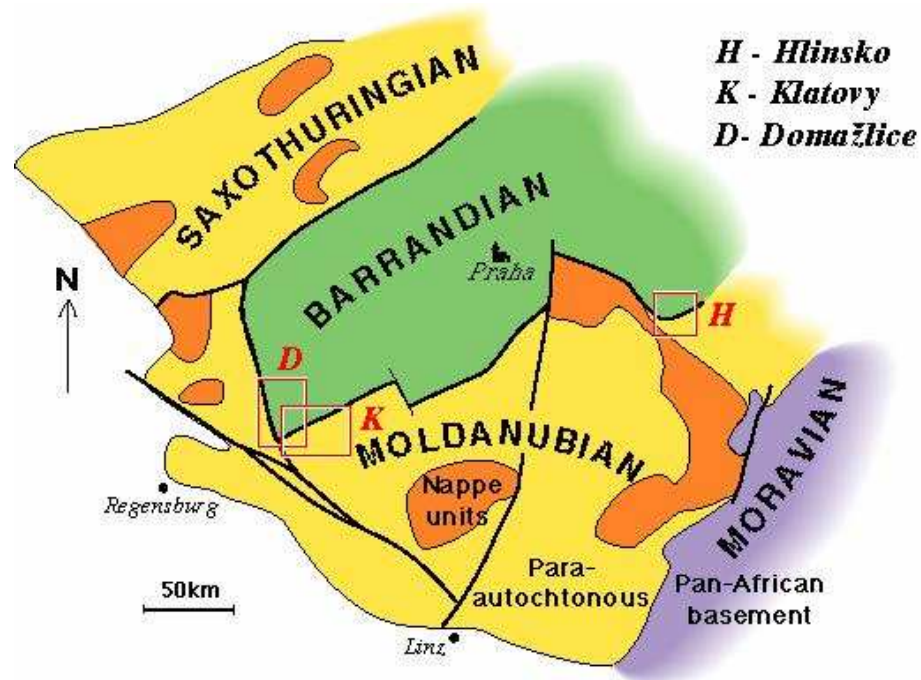 H - Hlinsko
K - Klatovy
D- Domažlice
SAXOTHURINGIAN
BARRANDIAN
Praha
N
H
D
K
MOLDANUBIAN
MORAVIAN
Nappe
units
Regensburg
Para-
autochtonous
Pan-African
basement
50km
Linz